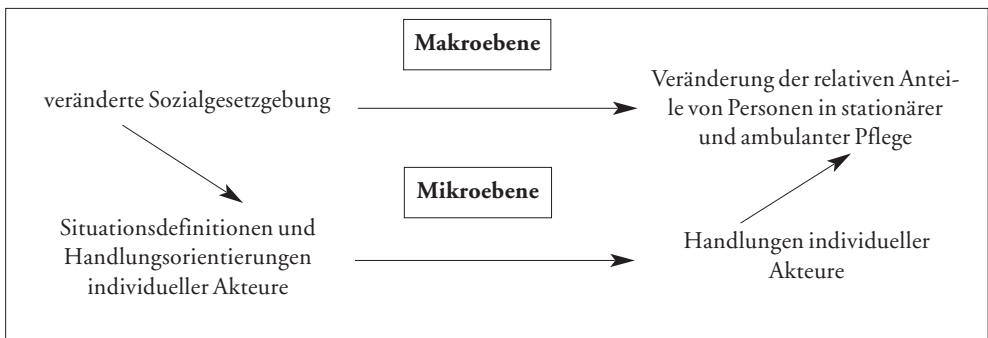 Makroebene
veränderte Sozialgesetzgebung
Veränderung der relativen Antei-
le von Personen in stationärer
und ambulanter Pflege
Mikroebene
Situationsdefinitionen und
Handlungsorientierungen
individueller Akteure
Handlungen individueller
Akteure